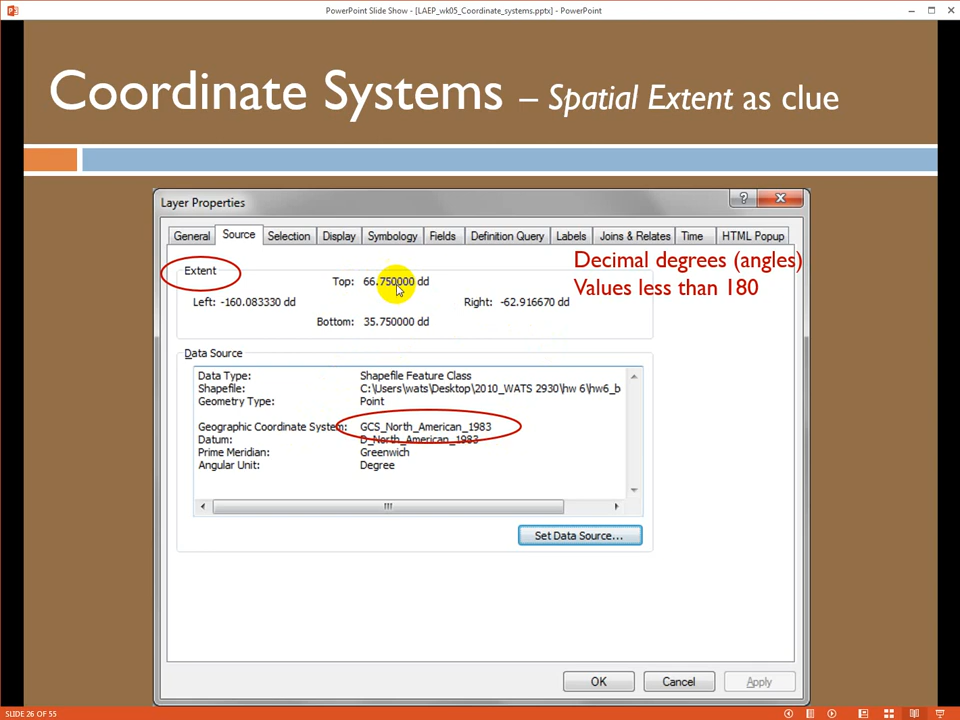 PowerPoint Slide Show - [LAEP_wk05_Coordinate_systems.pptx] - PowerPoint
Coordinate Systems – Spatial Extent as clue
Layer Properties
General Source Selection Display Symbology Fields Definition Query Labels Joins & Relates Time HTML Popup
Decimal degrees (angles)
Values less than 180
Extent
Top: 66.750000 dd
Left: -160.083330 dd Right: -62.916670 dd
Bottom: 35.750000 dd
Data Source
Data Type: Shapefile Feature Class
Shapefile: C:\Users\wats\Desktop\2010_WATS 2930\hw 6\hw6_b
Geometry Type: Point
Geographic Coordinate System: GCS_North_American_1983
Datum: D_North_American_1983
Prime Meridian: Greenwich
Angular Unit: Degree
Set Data Source...
OK Cancel Apply
SLIDE 26 OF 55